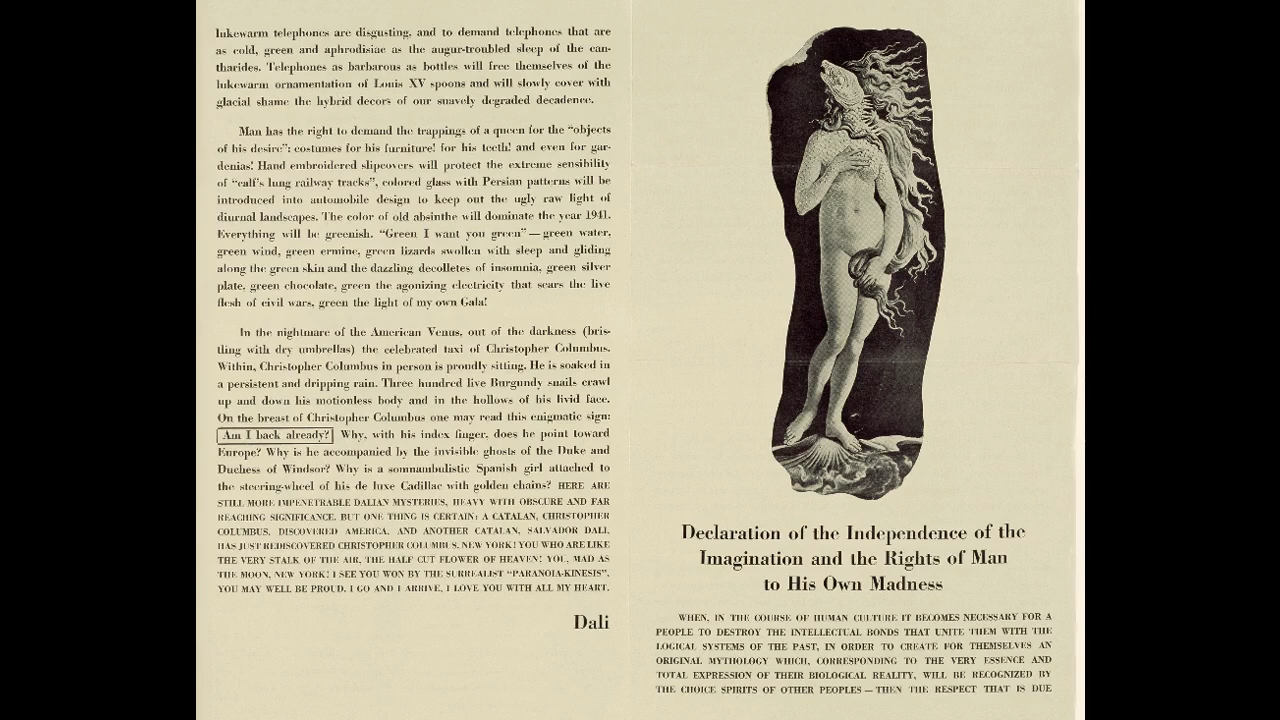 lukewarm telephones are disgusting, and to demand telephones that are
as cold, green and aphrodisiac as the augur-troubled sleep of the can-
tharides. Telephones as barbarous as bottles will free themselves of the
lukewarm ornamentation of Louis XV spoons and will slowly cover with
glacial shame the hybrid decors of our suavely degraded decadence.
Man has the right to demand the trappings of a queen for the “objects
of his desire”: costumes for his furniture! for his teeth! and even for gar-
denias! Hand embroidered slipcovers will protect the extreme sensibility
of “calf’s lung railway tracks”, colored glass with Persian patterns will be
introduced into automobile design to keep out the ugly raw light of
diurnal landscapes. The color of old absinthe will dominate the year 1941.
Everything will be greenish. “Green I want you green” — green water,
green wind, green ermine, green lizards swollen with sleep and gliding
along the green skin and the dazzling decolletes of insomnia, green silver
plate, green chocolate, green the agonizing electricity that sears the live
flesh of civil wars, green the light of my own Gala!
In the nightmare of the American Venus, out of the darkness (bris-
tling with dry umbrellas) the celebrated taxi of Christopher Columbus.
Within, Christopher Columbus in person is proudly sitting. He is soaked in
a persistent and dripping rain. Three hundred live Burgundy snails crawl
up and down his motionless body and in the hollows of his livid face.
On the breast of Christopher Columbus one may read this enigmatic sign:
Am I back already? Why, with his index finger, does he point toward
Europe? Why is he accompanied by the invisible ghosts of the Duke and
Duchess of Windsor? Why is a somnambulistic Spanish girl attached to
the steering-wheel of his de luxe Cadillac with golden chains? HERE ARE
STILL MORE IMPENETRABLE DALIAN MYSTERIES, HEAVY WITH OBSCURE AND FAR
REACHING SIGNIFICANCE. BUT ONE THING IS CERTAIN: A CATALAN, CHRISTOPHER
COLUMBUS, DISCOVERED AMERICA, AND ANOTHER CATALAN, SALVADOR DALI,
HAS JUST REDISCOVERED CHRISTOPHER COLUMBUS. NEW YORK! YOU WHO ARE LIKE
THE VERY STALK OF THE AIR, THE HALF CUT FLOWER OF HEAVEN! YOU, MAD AS
THE MOON, NEW YORK! I SEE YOU WON BY THE SURREALIST “PARANOIA-KINESIS”,
YOU MAY WELL BE PROUD. I GO AND I ARRIVE, I LOVE YOU WITH ALL MY HEART.
Dali
Declaration of the Independence of the
Imagination and the Rights of Man
to His Own Madness
WHEN, IN THE COURSE OF HUMAN CULTURE IT BECOMES NECESSARY FOR A
PEOPLE TO DESTROY THE INTELLECTUAL BONDS THAT UNITE THEM WITH THE
LOGICAL SYSTEMS OF THE PAST, IN ORDER TO CREATE FOR THEMSELVES AN
ORIGINAL MYTHOLOGY WHICH, CORRESPONDING TO THE VERY ESSENCE AND
TOTAL EXPRESSION OF THEIR BIOLOGICAL REALITY, WILL BE RECOGNIZED BY
THE CHOICE SPIRITS OF OTHER PEOPLES — THEN THE RESPECT THAT IS DUE